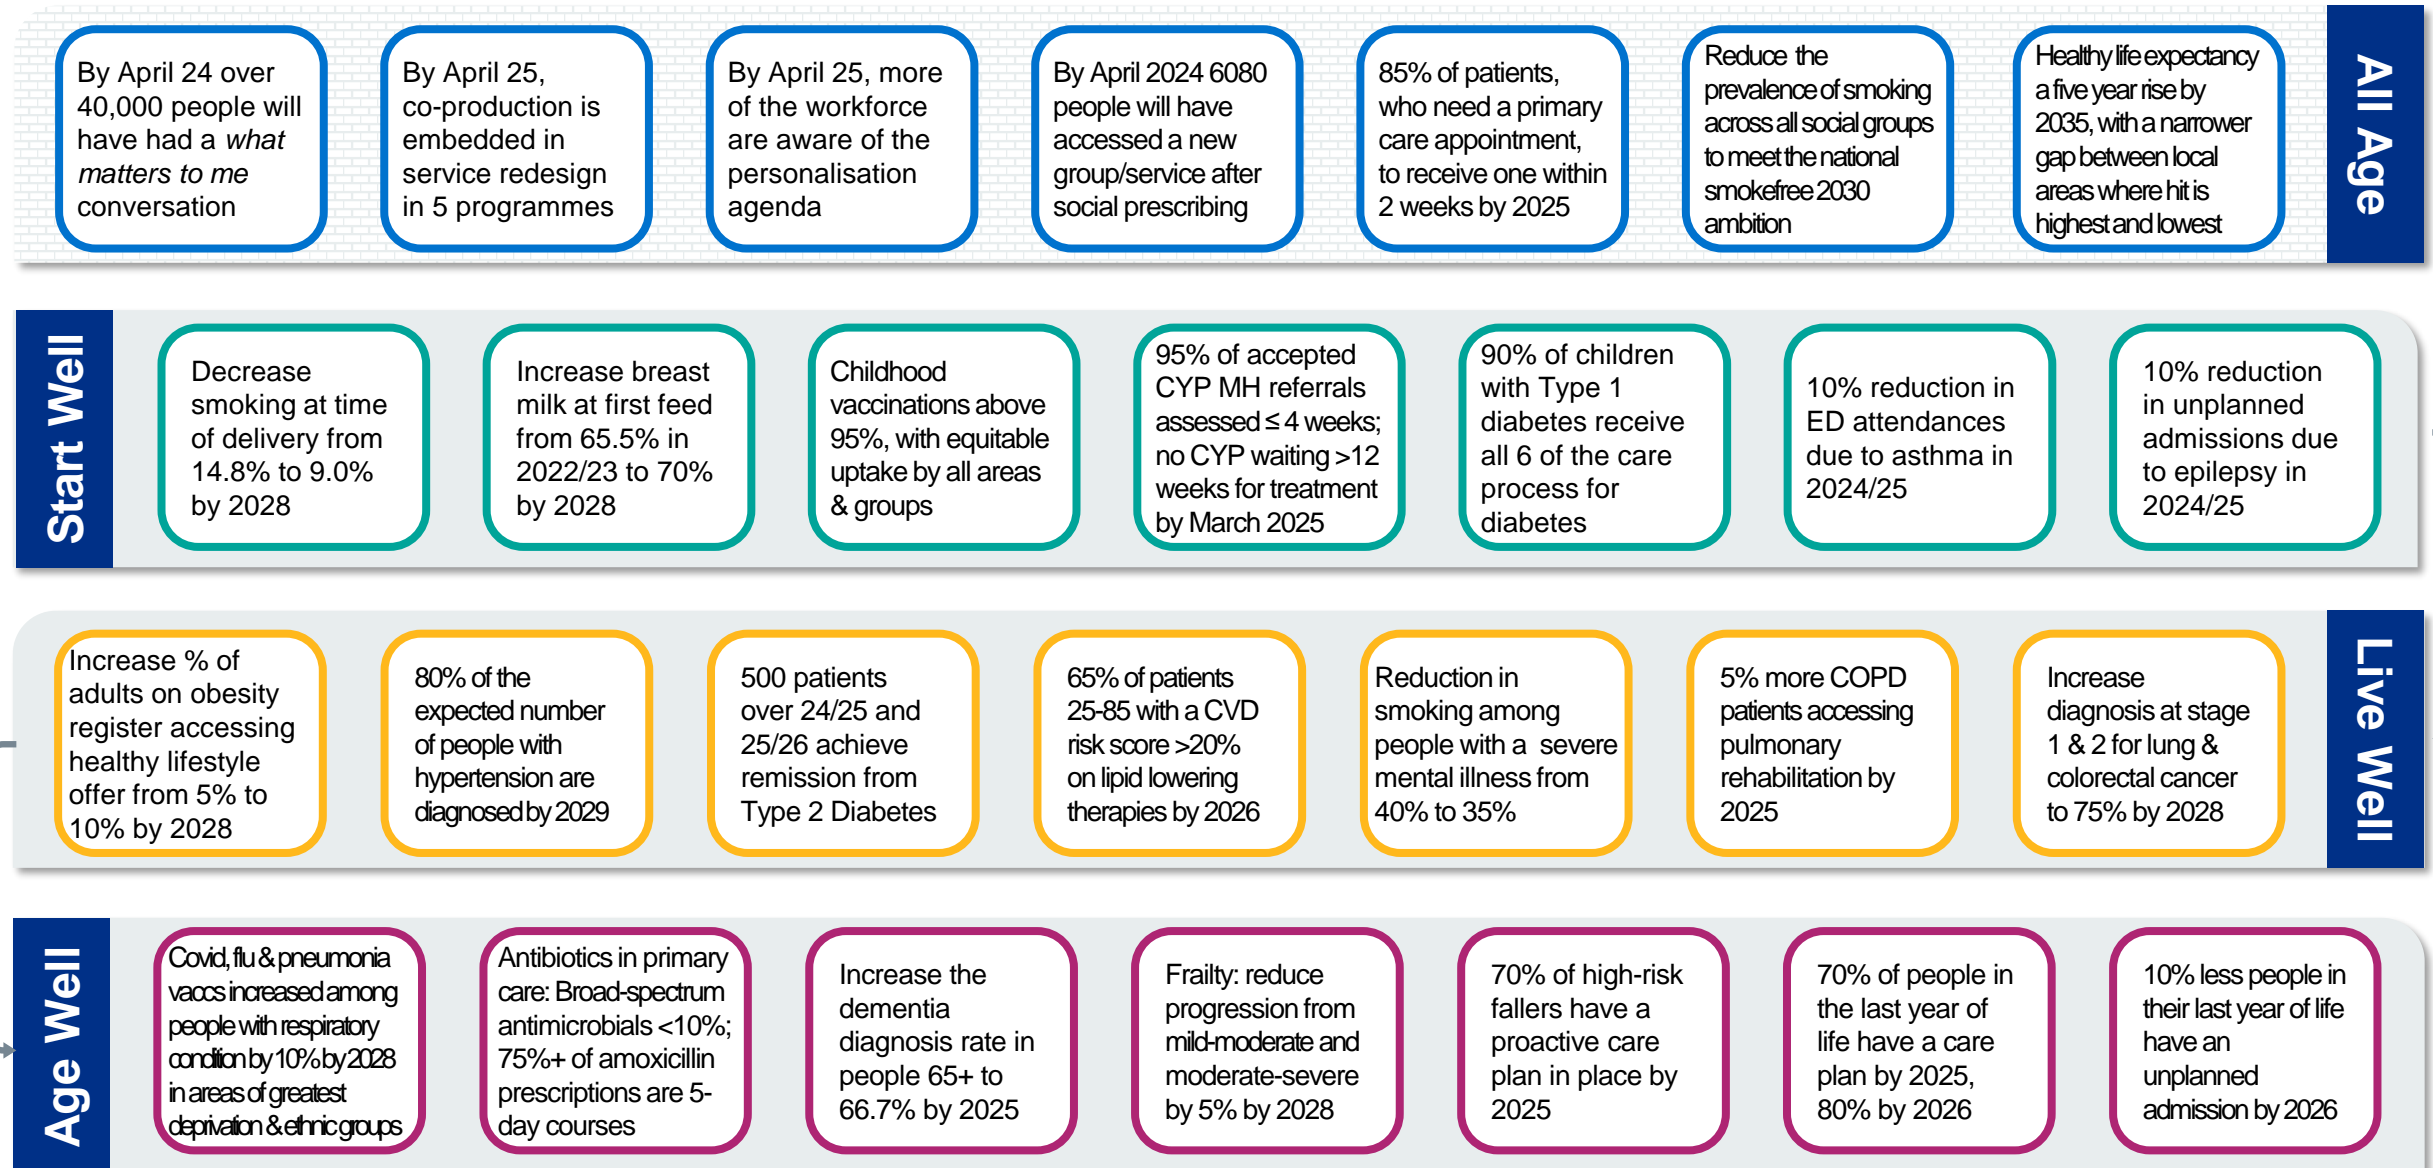 By April 24 over
40,000 people will
have had a what
matters to me
conversation
By April 25,
co-production is
embedded in
service redesign
in 5 programmes
By April 25, more
of the workforce
are aware of the
personalisation
agenda
By April 2024 6080
people will have
accessed a new
group/service after
social prescribing
85% of patients,
who need a primary
care appointment,
to receive one within
2 weeks by 2025
Reduce the
prevalence of smoking
across all social groups
to meet the national
smokefree 2030
ambition
Healthy life expectancy
a five year rise by
2035, with a narrower
gap between local
areas where hit is
highest and lowest
All Age
Start Well
Decrease
smoking at time
of delivery from
14.8% to 9.0%
by 2028
Increase breast
milk at first feed
from 65.5% in
2022/23 to 70%
by 2028
Childhood
vaccinations above
95%, with equitable
uptake by all areas
& groups
95% of accepted
CYP MH referrals
assessed ≤ 4 weeks;
no CYP waiting >12
weeks for treatment
by March 2025
90% of children
with Type 1
diabetes receive
all 6 of the care
process for
diabetes
10% reduction in
ED attendances
due to asthma in
2024/25
10% reduction
in unplanned
admissions due
to epilepsy in
2024/25
Increase % of
adults on obesity
register accessing
healthy lifestyle
offer from 5% to
10% by 2028
80% of the
expected number
of people with
hypertension are
diagnosed by 2029
500 patients
over 24/25 and
25/26 achieve
remission from
Type 2 Diabetes
65% of patients
25-85 with a CVD
risk score >20%
on lipid lowering
therapies by 2026
Reduction in
smoking among
people with a severe
mental illness from
40% to 35%
5% more COPD
patients accessing
pulmonary
rehabilitation by
2025
Increase
diagnosis at stage
1 & 2 for lung &
colorectal cancer
to 75% by 2028
Live Well
Age Well
Covid, flu & pneumonia
vaccs increased among
people with respiratory
condition by 10% by 2028
in areas of greatest
deprivation & ethnic groups
Antibiotics in primary
care: Broad-spectrum
antimicrobials <10%;
75%+ of amoxicillin
prescriptions are 5-
day courses
Increase the
dementia
diagnosis rate in
people 65+ to
66.7% by 2025
Frailty: reduce
progression from
mild-moderate and
moderate-severe
by 5% by 2028
70% of high-risk
fallers have a
proactive care
plan in place by
2025
70% of people in
the last year of
life have a care
plan by 2025,
80% by 2026
10% less people in
their last year of life
have an
unplanned
admission by 2026